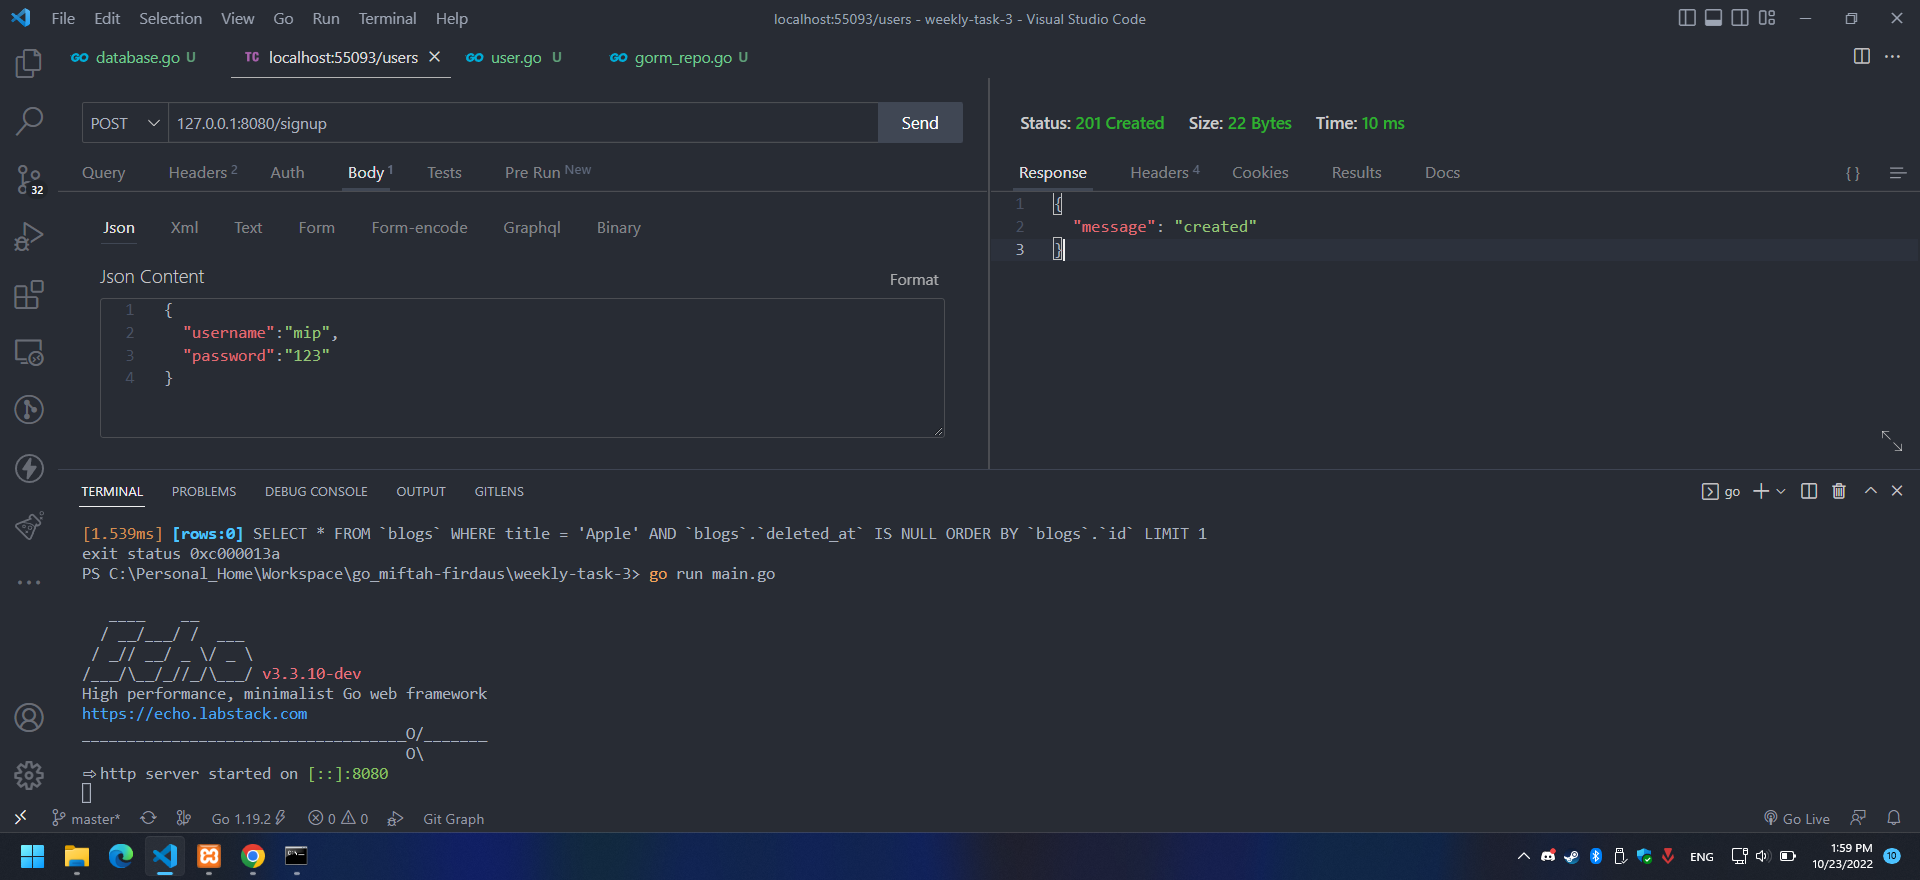 File Edit Selection View Go Run Terminal Help localhost:55093/users - weekly-task-3 - Visual Studio Code
GO database.go U TC localhost:55093/users GO user.go U GO gorm_repo.go U
POST 127.0.0.1:8080/signup Send
Status: 201 Created Size: 22 Bytes Time: 10 ms
Query Headers 2 Auth Body 1 Tests Pre Run New
Response Headers 4 Cookies Results Docs { }
32
1 {
2 "message": "created"
3 }
Json Xml Text Form Form-encode Graphql Binary
Json Content Format
1 {
2 "username":"mip",
3 "password":"123"
4 }
TERMINAL PROBLEMS DEBUG CONSOLE OUTPUT GITLENS go
[1.539ms] [rows:0] SELECT * FROM `blogs` WHERE title = 'Apple' AND `blogs`.`deleted_at` IS NULL ORDER BY `blogs`.`id` LIMIT 1
exit status 0xc000013a
PS C:\Personal_Home\Workspace\go_miftah-firdaus\weekly-task-3> go run main.go
   ____    __
  / __/___/ /  ___
 / _// __/ _ \/ _ \
/___/\__/_//_/\___/ v3.3.10-dev
High performance, minimalist Go web framework
https://echo.labstack.com
____________________________________O/_______
                                    O\
⇨ http server started on [::]:8080
master* Go 1.19.2 0 0 Git Graph Go Live
ENG 1:59 PM
10/23/2022 10